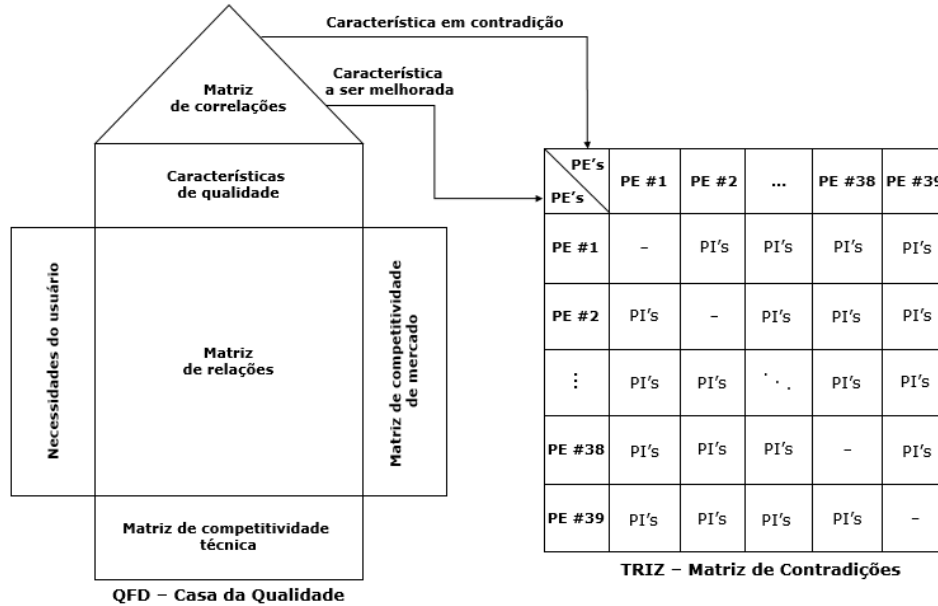 Característica em contradição
Característica
a ser melhorada
Matriz
de correlações
Características
de qualidade
Necessidades do usuário
Matriz
de relações
Matriz de competitividade
de mercado
Matriz de competitividade
técnica
QFD – Casa da Qualidade
PE's
PE's
PE #1 PE #2 ... PE #38 PE #39
PE #1 – PI's PI's PI's PI's
PE #2 PI's – PI's PI's PI's
⋮ PI's PI's ⋱ PI's PI's
PE #38 PI's PI's PI's – PI's
PE #39 PI's PI's PI's PI's –
TRIZ – Matriz de Contradições